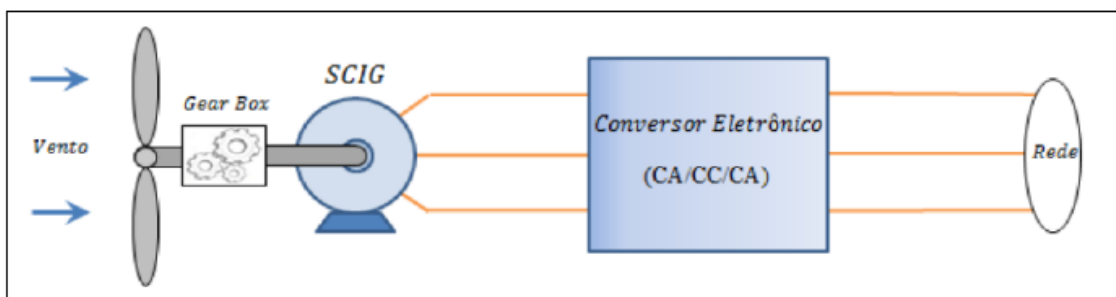 SCIG
Gear Box
Vento
Conversor Eletrônico
(CA/CC/CA)
Rede